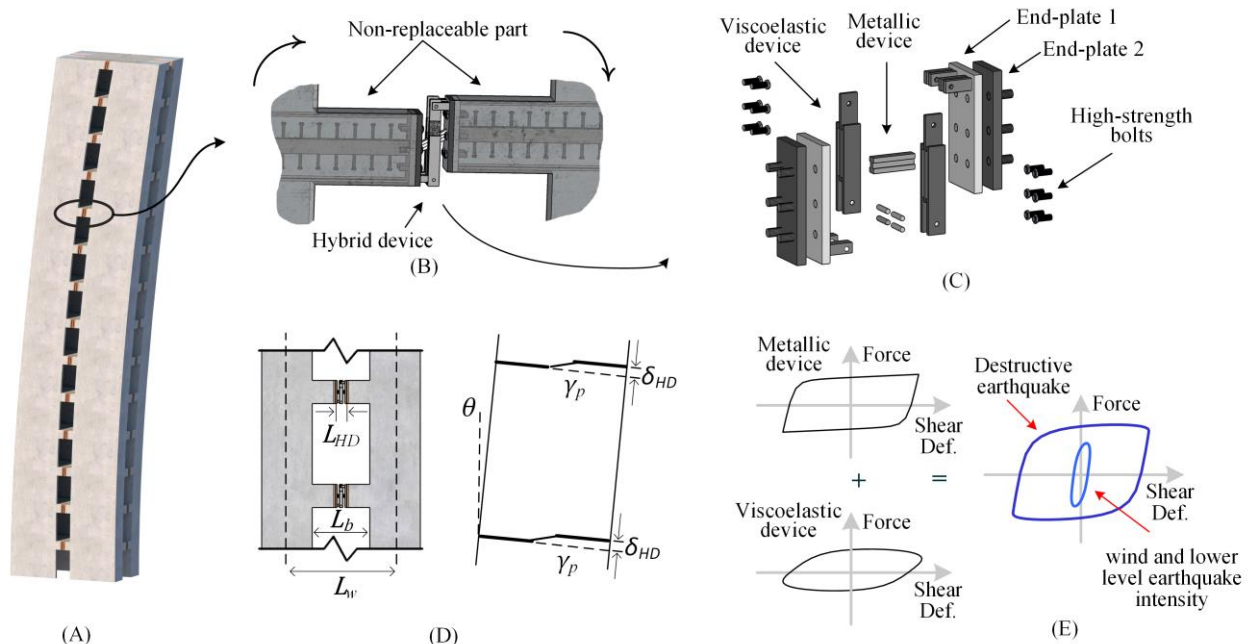 (A)
Non-replaceable part
Hybrid device
(B)
Viscoelastic
device
Metallic
device
End-plate 1
End-plate 2
High-strength
bolts
(C)
L_HD
L_b
L_w
θ
γ_p
δ_HD
γ_p
δ_HD
(D)
Metallic
device
Force
Shear
Def.
+
=
Viscoelastic
device
Force
Shear
Def.
Destructive
earthquake
Force
Shear
Def.
wind and lower
level earthquake
intensity
(E)